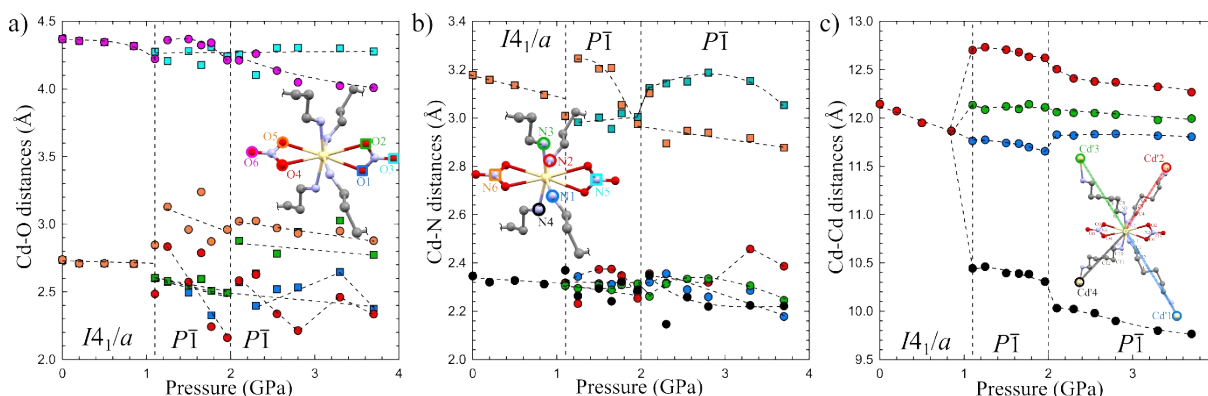 a)
Cd-O distances (Å)
4.5
4.0
3.5
3.0
2.5
2.0
O5
O6
O4
O2
O3
O1
I4₁/a
P1̄
P1̄
0
1
2
3
4
Pressure (GPa)
b)
Cd-N distances (Å)
3.4
3.2
3.0
2.8
2.6
2.4
2.2
2.0
I4₁/a
P1̄
P1̄
N3
N2
N6
N5
N1
N4
0
1
2
3
4
Pressure (GPa)
c)
Cd-Cd distances (Å)
13.0
12.5
12.0
11.5
11.0
10.5
10.0
9.5
Cd'3
Cd'2
Cd'4
Cd'1
I4₁/a
P1̄
P1̄
0
1
2
3
4
Pressure (GPa)